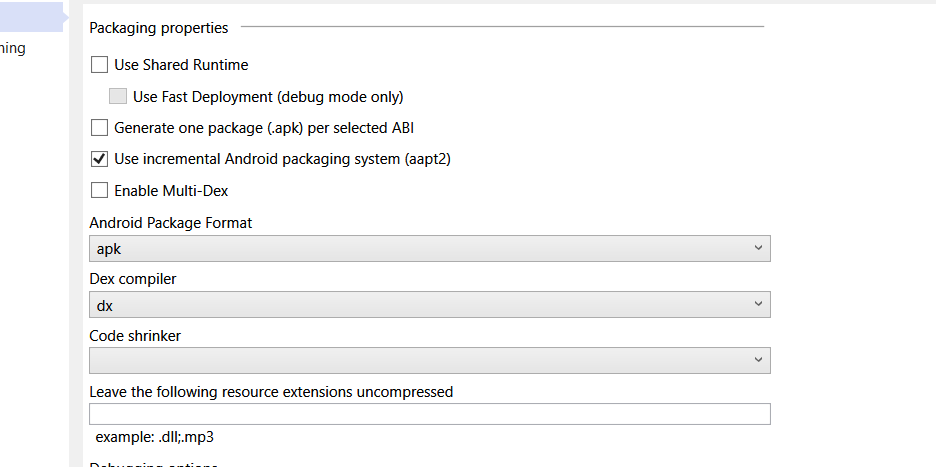 ning
Packaging properties
Use Shared Runtime
Use Fast Deployment (debug mode only)
Generate one package (.apk) per selected ABI
Use incremental Android packaging system (aapt2)
Enable Multi-Dex
Android Package Format
apk
Dex compiler
dx
Code shrinker
Leave the following resource extensions uncompressed
example: .dll;.mp3
Debugging options